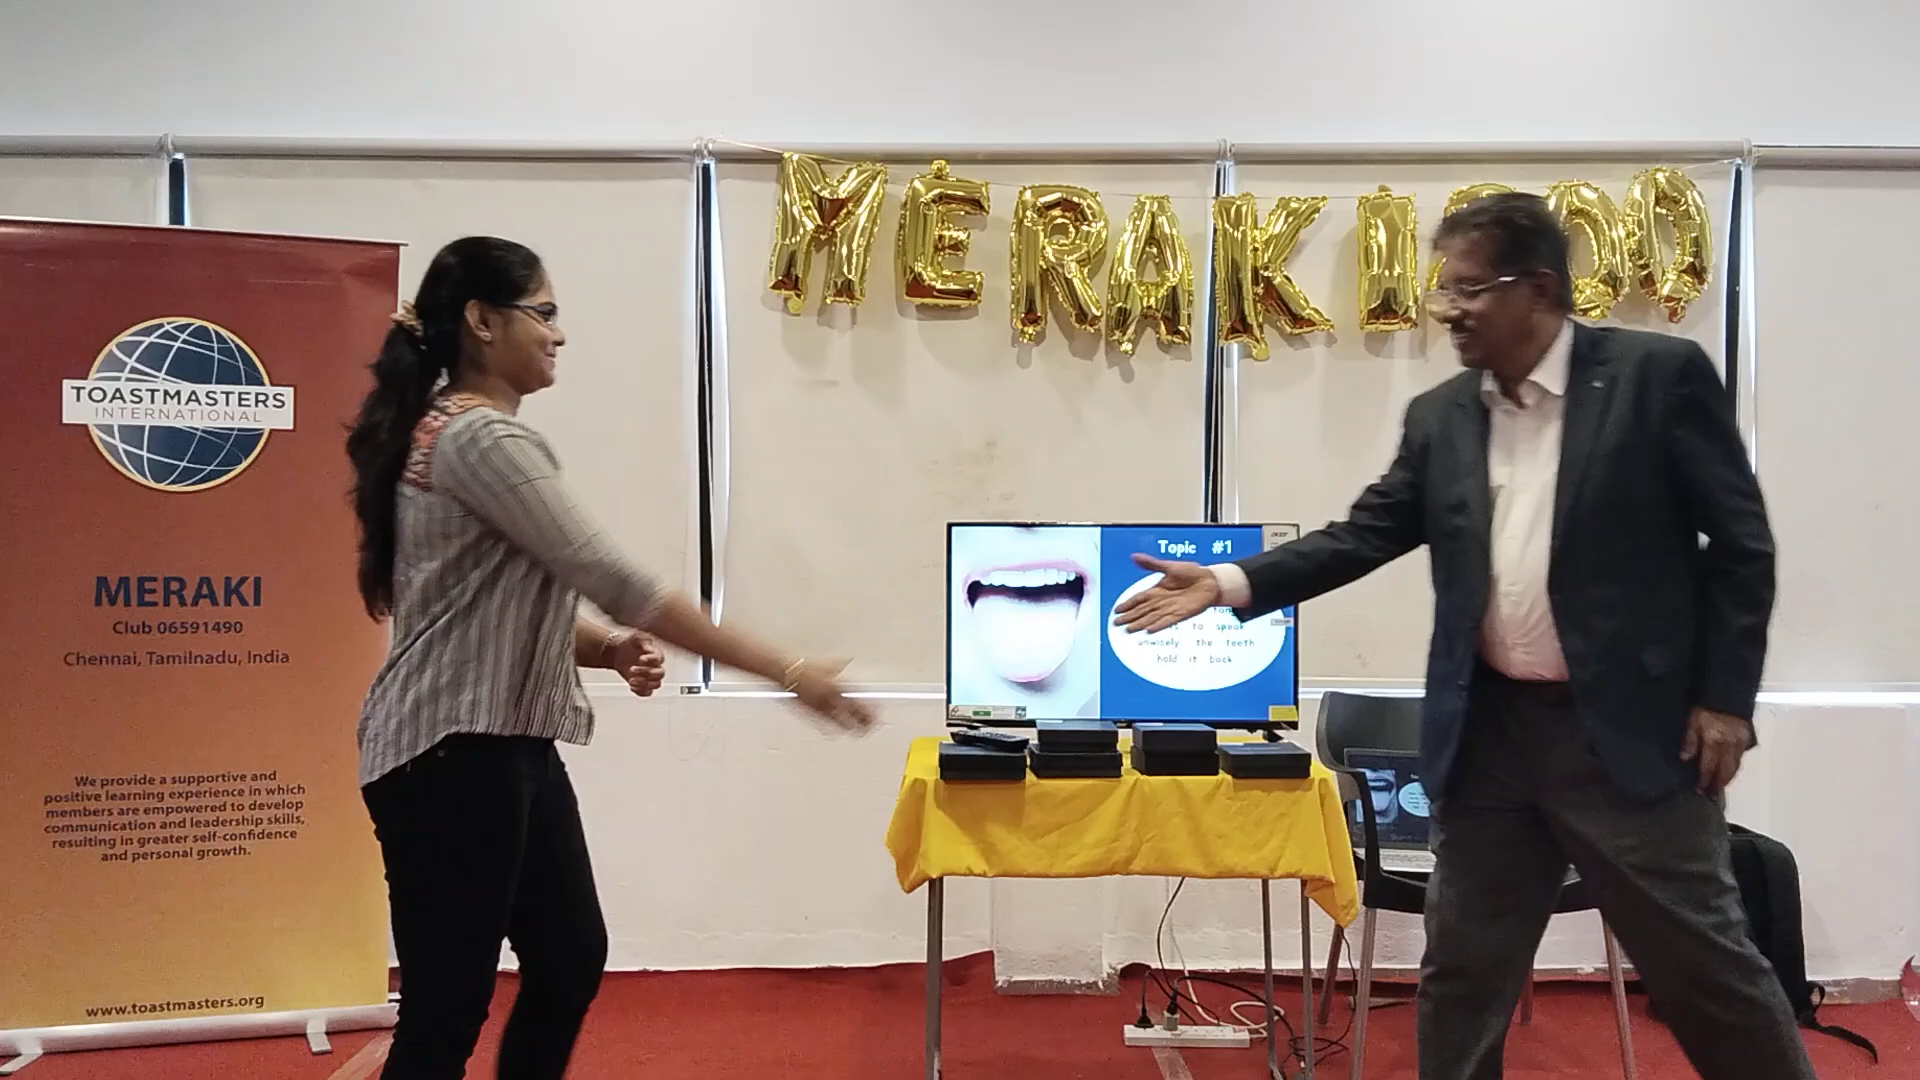 MERAKI
TOASTMASTERS
INTERNATIONAL
MERAKI
Club 06591490
Chennai, Tamilnadu, India
We provide a supportive and
positive learning experience in which
members are empowered to develop
communication and leadership skills,
resulting in greater self-confidence
and personal growth.
www.toastmasters.org
Topic #1
to speak
unwisely the teeth
hold it back
acer